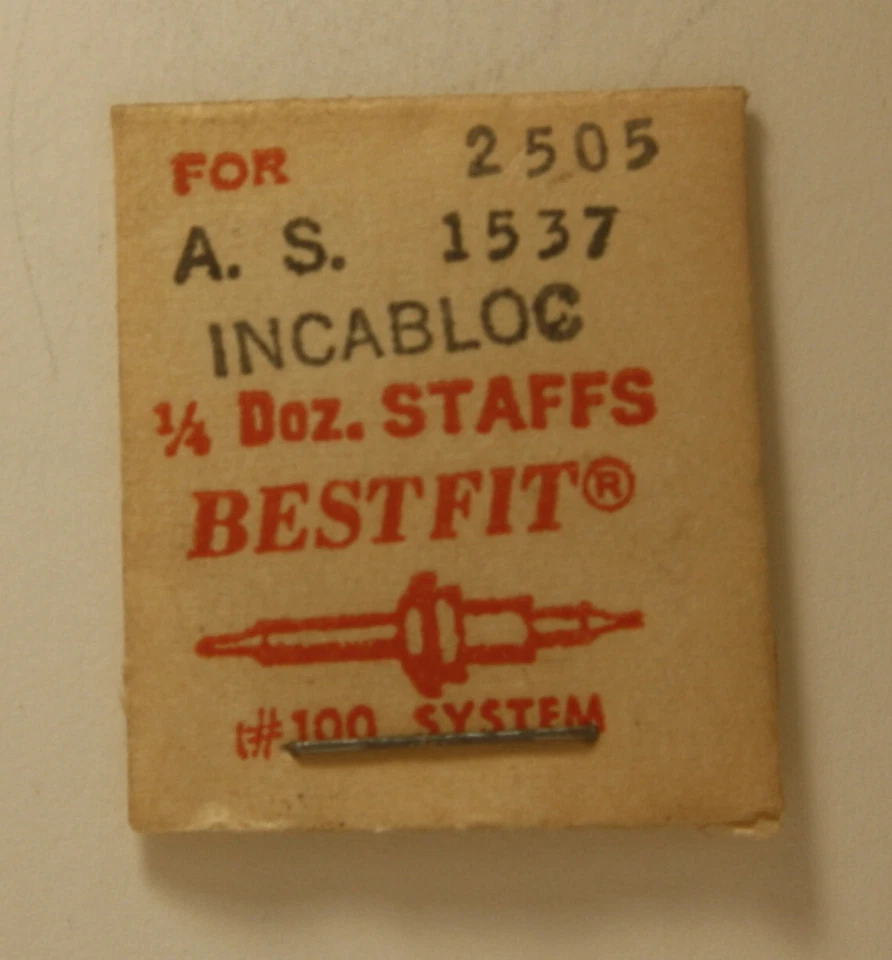 FOR 2505
A. S. 1537
INCABLOC
¼ Doz. STAFFS
BESTFIT®
#100 SYSTEM